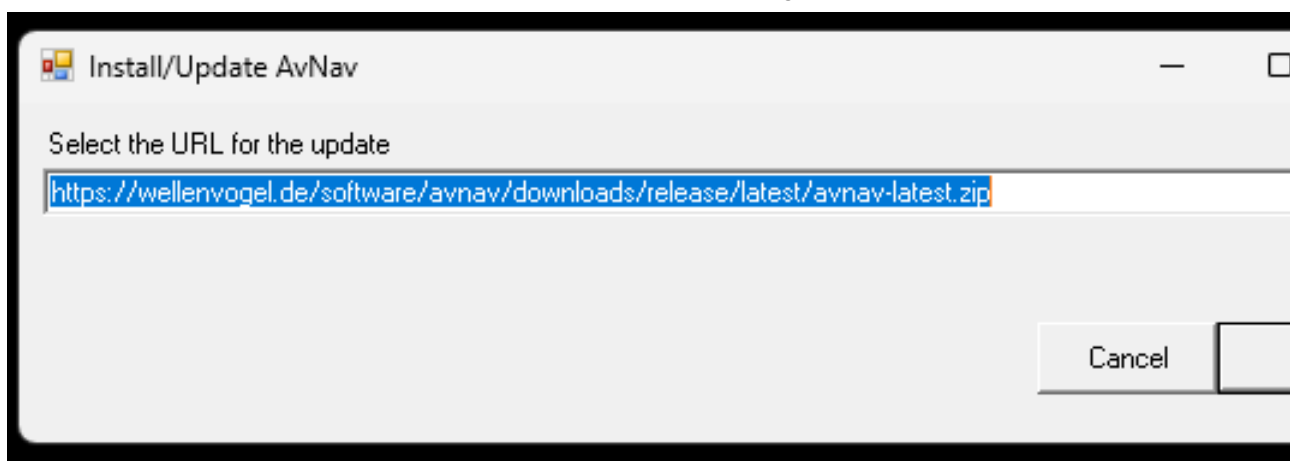 Install/Update AvNav
Select the URL for the update
https://wellenvogel.de/software/avnav/downloads/release/latest/avnav-latest.zip
Cancel